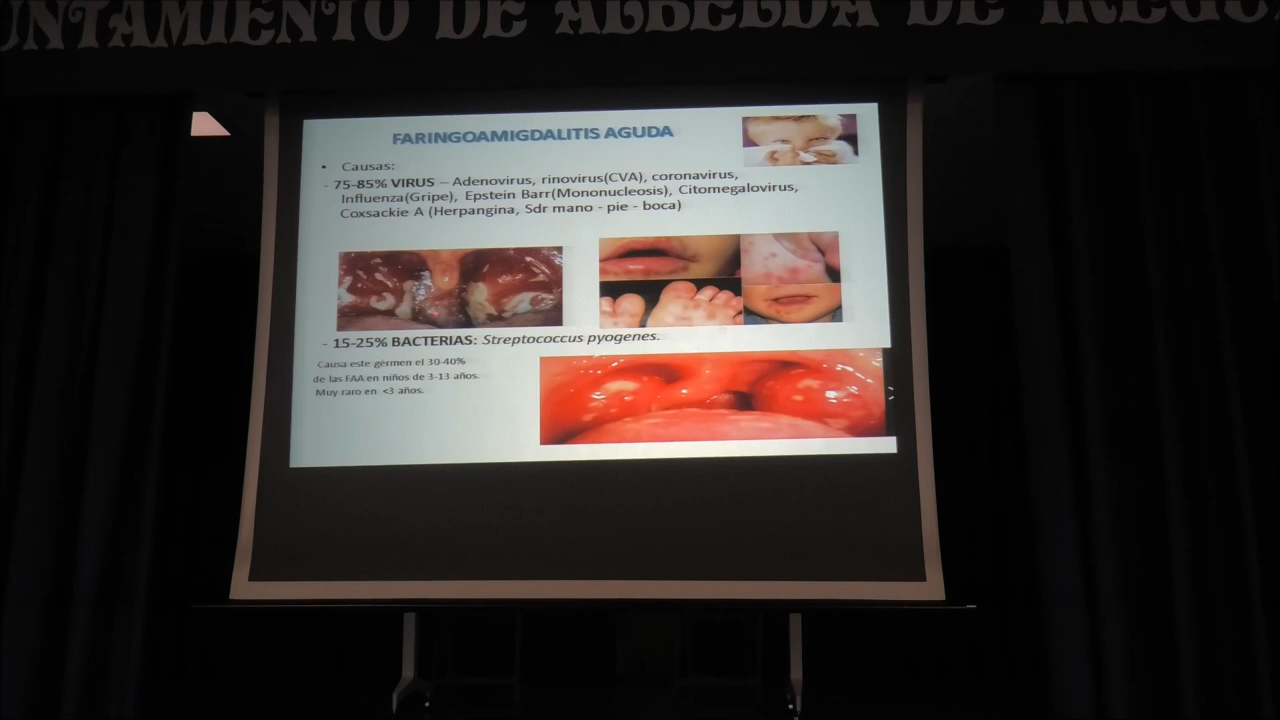 UNTAMIENTO DE ALBELDA DE IREGU
FARINGOAMIGDALITIS AGUDA
• Causas:
- 75-85% VIRUS – Adenovirus, rinovirus(CVA), coronavirus,
Influenza(Gripe), Epstein Barr(Mononucleosis), Citomegalovirus,
Coxsackie A (Herpangina, Sdr mano - pie - boca)
- 15-25% BACTERIAS: Streptococcus pyogenes.
Causa este gérmen el 30-40%
de las FAA en niños de 3-13 años.
Muy raro en <3 años.